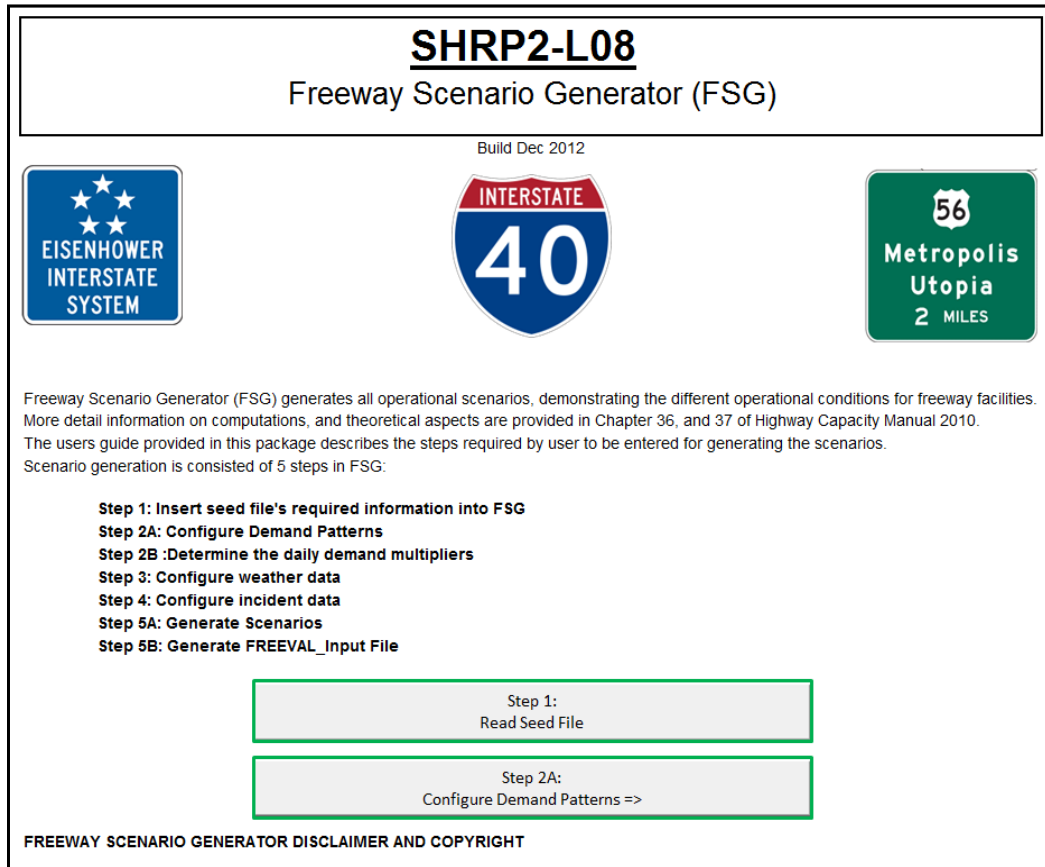 SHRP2-L08
Freeway Scenario Generator (FSG)
Build Dec 2012
EISENHOWER
INTERSTATE
SYSTEM
INTERSTATE
40
56
Metropolis
Utopia
2 MILES
Freeway Scenario Generator (FSG) generates all operational scenarios, demonstrating the different operational conditions for freeway facilities.
More detail information on computations, and theoretical aspects are provided in Chapter 36, and 37 of Highway Capacity Manual 2010.
The users guide provided in this package describes the steps required by user to be entered for generating the scenarios.
Scenario generation is consisted of 5 steps in FSG:
Step 1: Insert seed file's required information into FSG
Step 2A: Configure Demand Patterns
Step 2B :Determine the daily demand multipliers
Step 3: Configure weather data
Step 4: Configure incident data
Step 5A: Generate Scenarios
Step 5B: Generate FREEVAL_Input File
Step 1:
Read Seed File
Step 2A:
Configure Demand Patterns =>
FREEWAY SCENARIO GENERATOR DISCLAIMER AND COPYRIGHT